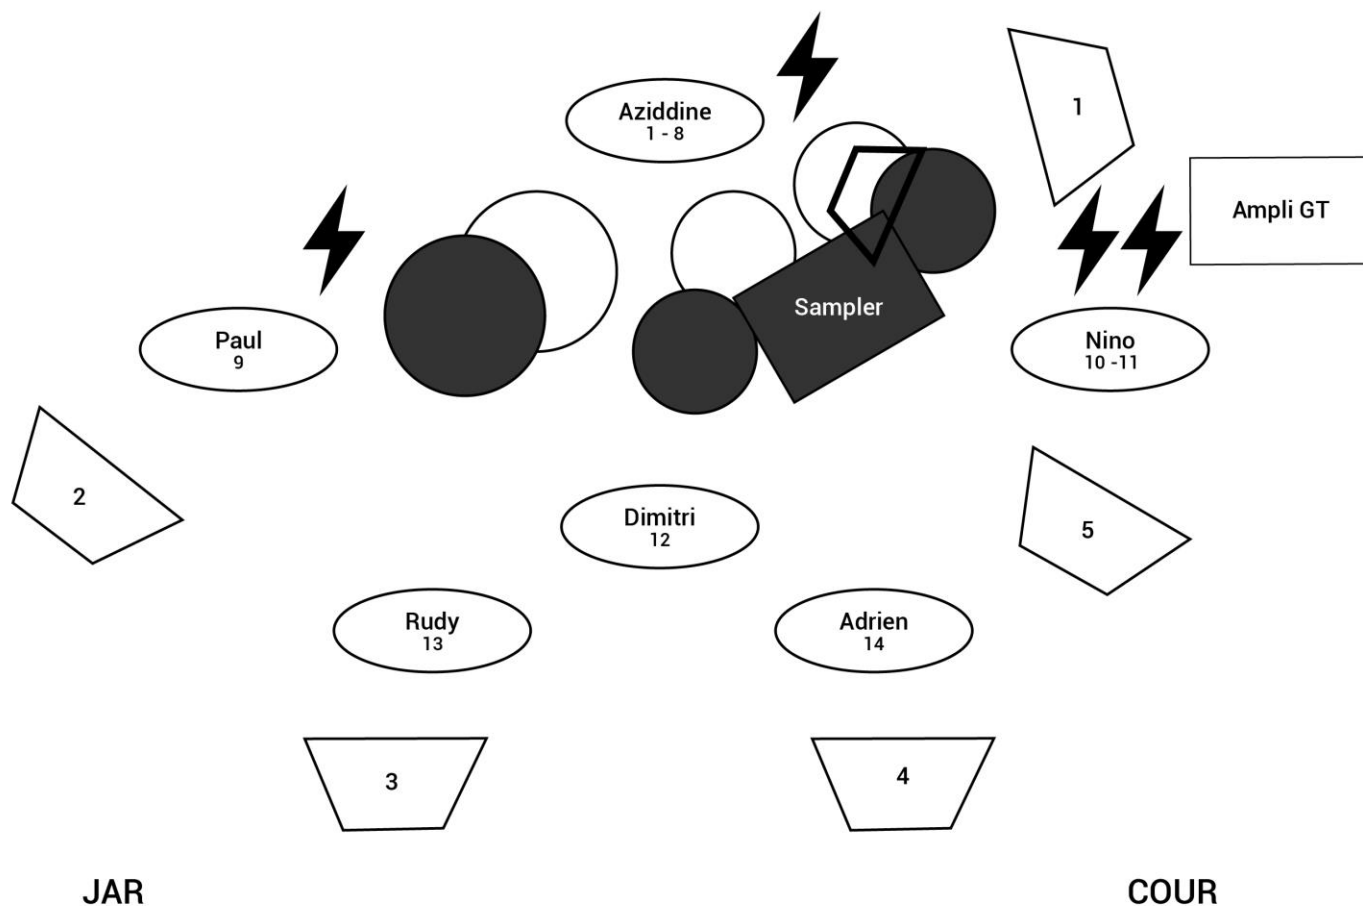 Aziddine
1 - 8
1
Ampli GT
Sampler
Paul
9
Nino
10 -11
2
Dimitri
12
5
Rudy
13
Adrien
14
3
4
JAR
COUR